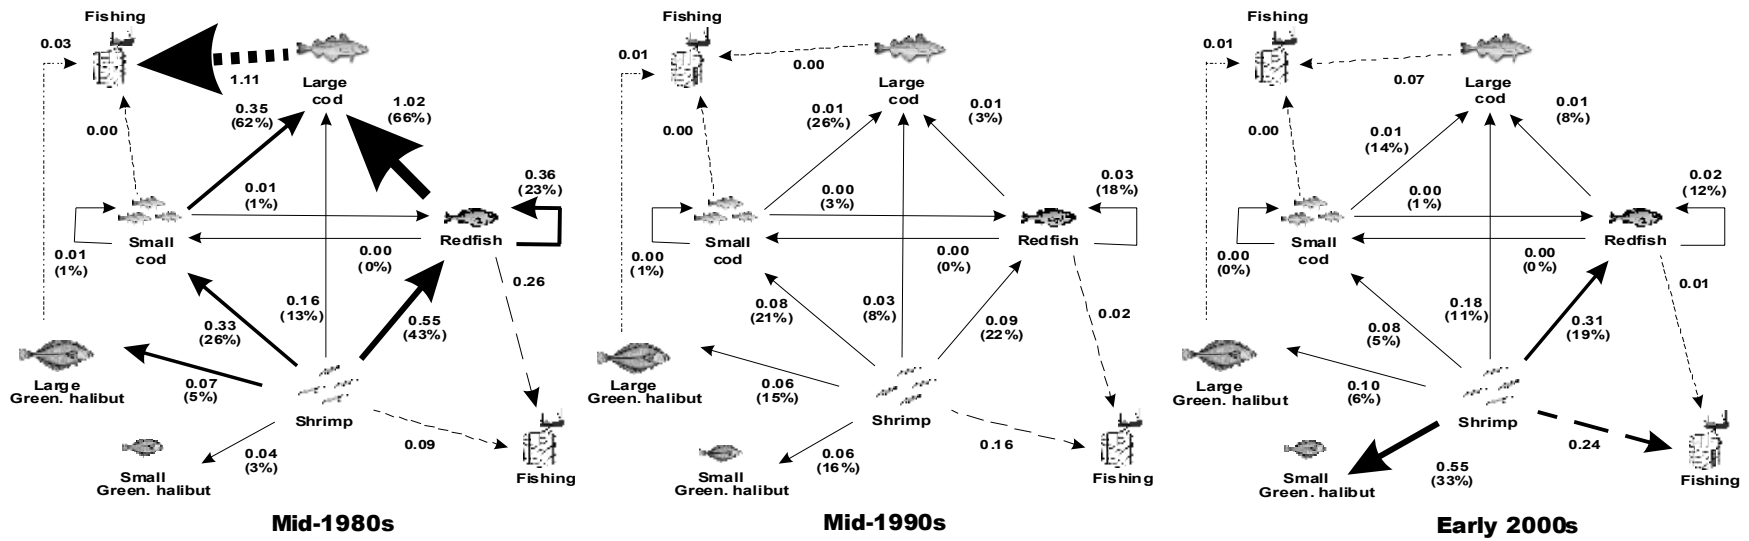 Fishing
0.03
1.11
Large
cod
0.35
(62%)
1.02
(66%)
0.00
0.01
(1%)
0.36
(23%)
Small
cod
Redfish
0.01
(1%)
0.00
(0%)
0.26
0.16
(13%)
0.33
(26%)
0.55
(43%)
Large
Green. halibut
0.07
(5%)
Shrimp
0.09
0.04
(3%)
Small
Green. halibut
Fishing
Mid-1980s
Fishing
0.01
0.00
Large
cod
0.01
(26%)
0.01
(3%)
0.00
0.00
(3%)
0.03
(18%)
Small
cod
Redfish
0.00
(1%)
0.00
(0%)
0.02
0.08
(21%)
0.03
(8%)
0.09
(22%)
Large
Green. halibut
0.06
(15%)
Shrimp
0.16
0.06
(16%)
Small
Green. halibut
Fishing
Mid-1990s
Fishing
0.01
0.07
Large
cod
0.01
(8%)
0.00
0.01
(14%)
0.00
(1%)
0.02
(12%)
Small
cod
Redfish
0.00
(0%)
0.00
(0%)
0.01
0.18
(11%)
0.08
(5%)
0.31
(19%)
Large
Green. halibut
0.10
(6%)
Shrimp
0.24
0.55
(33%)
Small
Green. halibut
Fishing
Early 2000s